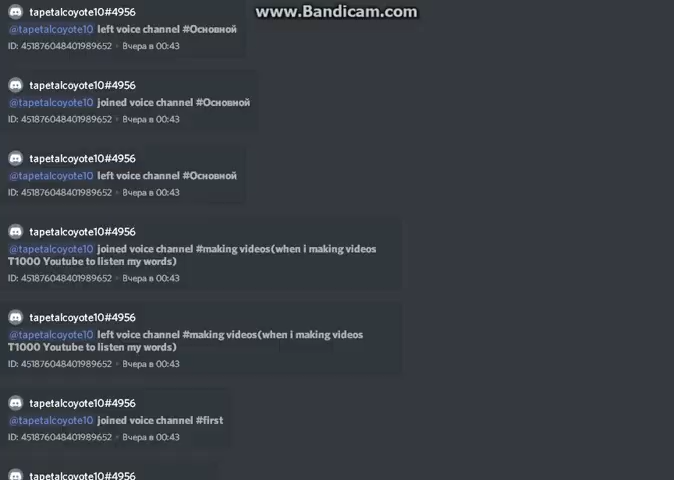 www.Bandicam.com
tapetalcoyote10#4956
@tapetalcoyote10 left voice channel #Основной
ID: 451876048401989652 • Вчера в 00:43
tapetalcoyote10#4956
@tapetalcoyote10 joined voice channel #Основной
ID: 451876048401989652 • Вчера в 00:43
tapetalcoyote10#4956
@tapetalcoyote10 left voice channel #Основной
ID: 451876048401989652 • Вчера в 00:43
tapetalcoyote10#4956
@tapetalcoyote10 joined voice channel #making videos(when i making videos
T1000 Youtube to listen my words)
ID: 451876048401989652 • Вчера в 00:43
tapetalcoyote10#4956
@tapetalcoyote10 left voice channel #making videos(when i making videos
T1000 Youtube to listen my words)
ID: 451876048401989652 • Вчера в 00:43
tapetalcoyote10#4956
@tapetalcoyote10 joined voice channel #first
ID: 451876048401989652 • Вчера в 00:43
tapetalcoyote10#4956